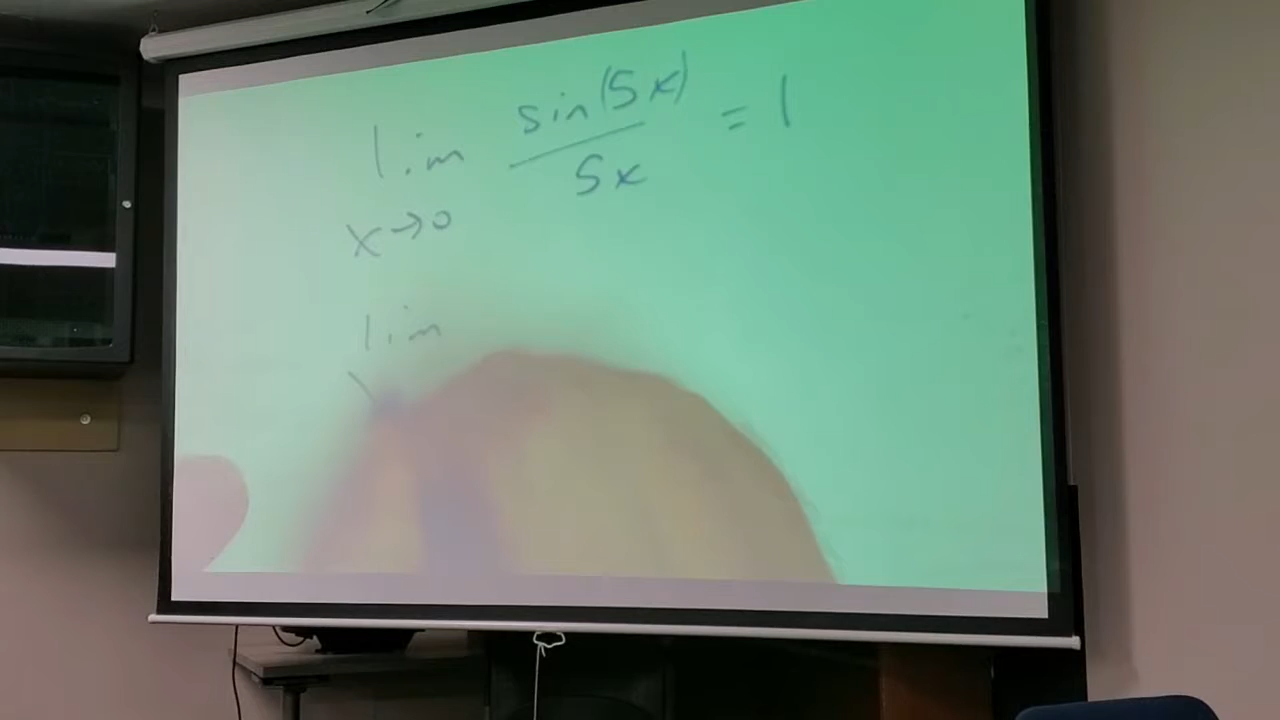 lim sin(5x)/5x = 1
x→0
lim